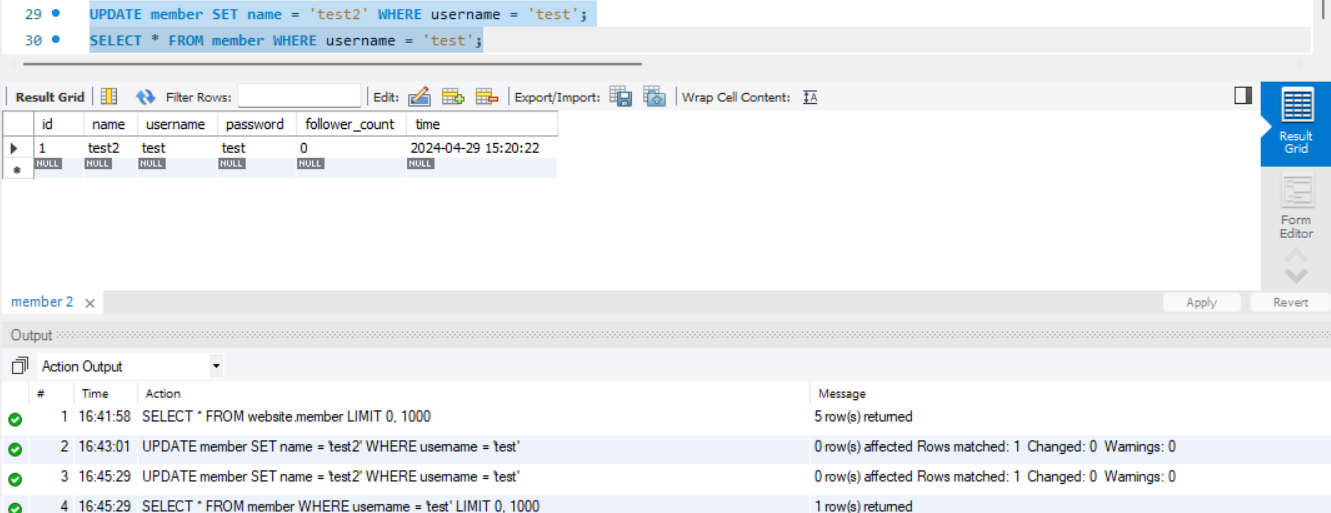 29 UPDATE member SET name = 'test2' WHERE username = 'test';
30 SELECT * FROM member WHERE username = 'test';
Result Grid Filter Rows: Edit: Export/Import: Wrap Cell Content: IA
Result Grid
Form Editor
id name username password follower_count time
1 test2 test test 0 2024-04-29 15:20:22
NULL NULL NULL NULL NULL NULL
member 2 Apply Revert
Output
Action Output
# Time Action Message
1 16:41:58 SELECT * FROM website.member LIMIT 0, 1000 5 row(s) returned
2 16:43:01 UPDATE member SET name = 'test2' WHERE username = 'test' 0 row(s) affected Rows matched: 1 Changed: 0 Warnings: 0
3 16:45:29 UPDATE member SET name = 'test2' WHERE username = 'test' 0 row(s) affected Rows matched: 1 Changed: 0 Warnings: 0
4 16:45:29 SELECT * FROM member WHERE username = 'test' LIMIT 0, 1000 1 row(s) returned